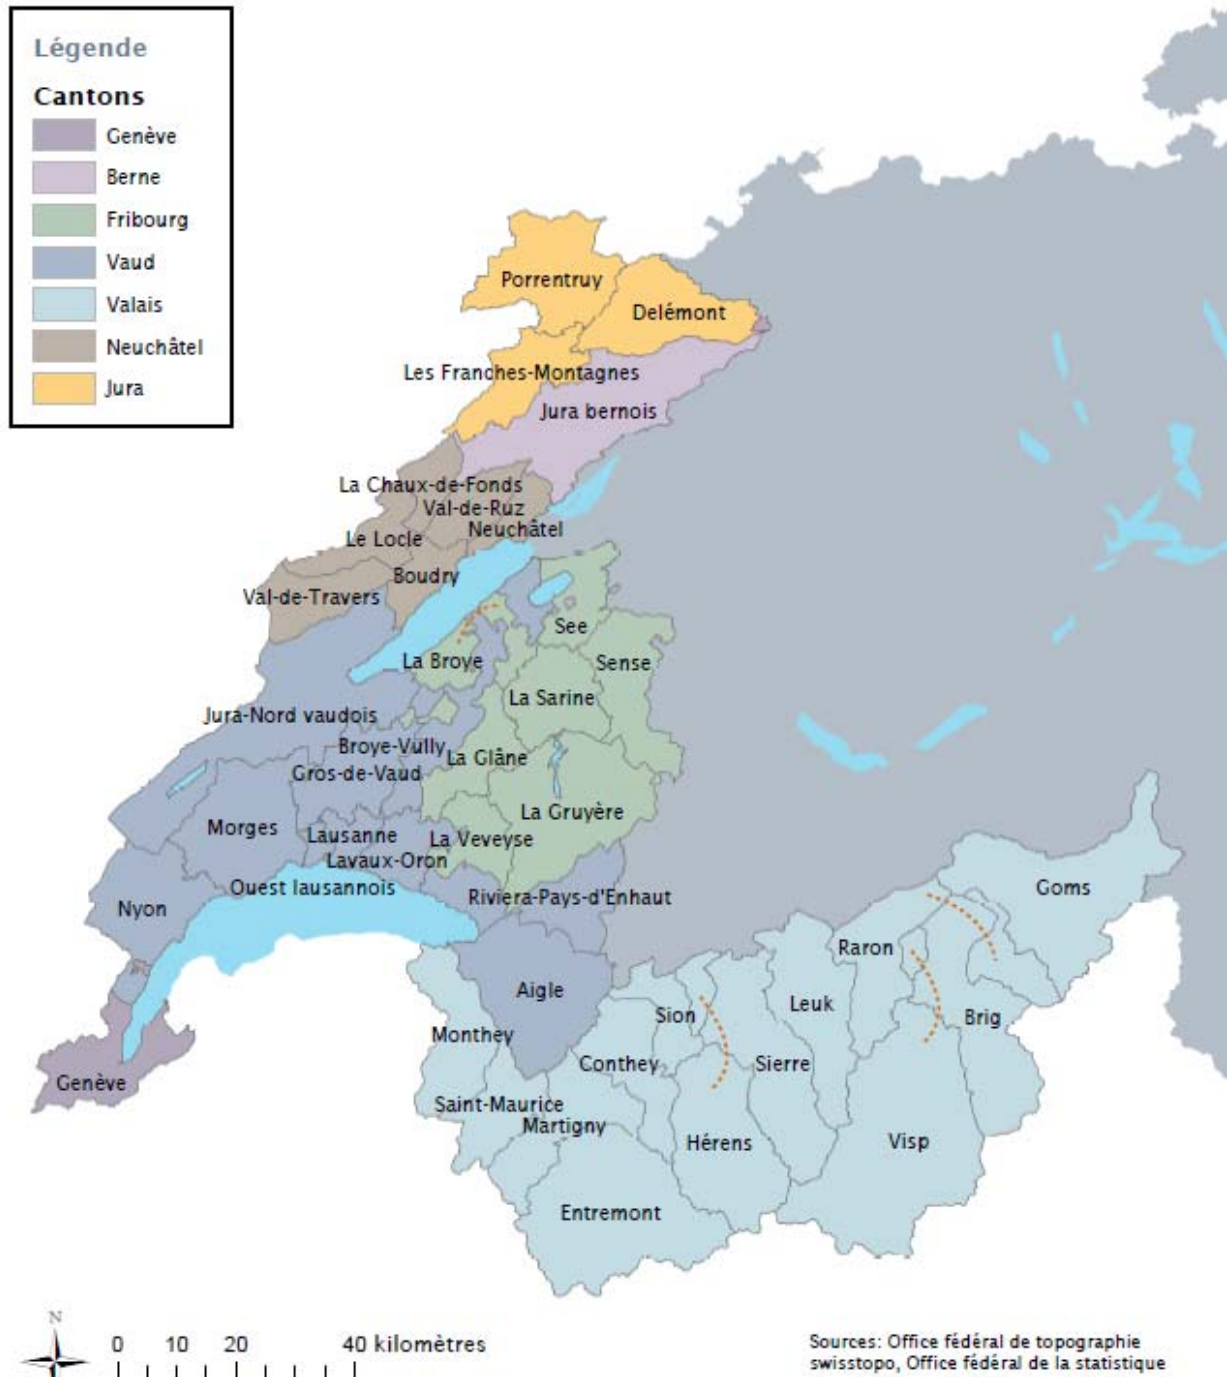 Légende
Cantons
Genève
Berne
Fribourg
Vaud
Valais
Neuchâtel
Jura
Porrentruy
Delémont
Les Franches-Montagnes
Jura bernois
La Chaux-de-Fonds
Val-de-Ruz
Neuchâtel
Le Locle
Boudry
Val-de-Travers
See
La Broye
Sense
La Sarine
Jura-Nord vaudois
Broye-Vully
La Glâne
Gros-de-Vaud
La Gruyère
Morges
Lausanne
La Veveyse
Lavaux-Oron
Ouest lausannois
Riviera-Pays-d'Enhaut
Nyon
Goms
Raron
Aigle
Leuk
Sion
Brig
Monthey
Conthey
Sierre
Genève
Saint-Maurice
Martigny
Hérens
Visp
Entremont
N
0 10 20 40 kilomètres
Sources: Office fédéral de topographie
swisstopo, Office fédéral de la statistique